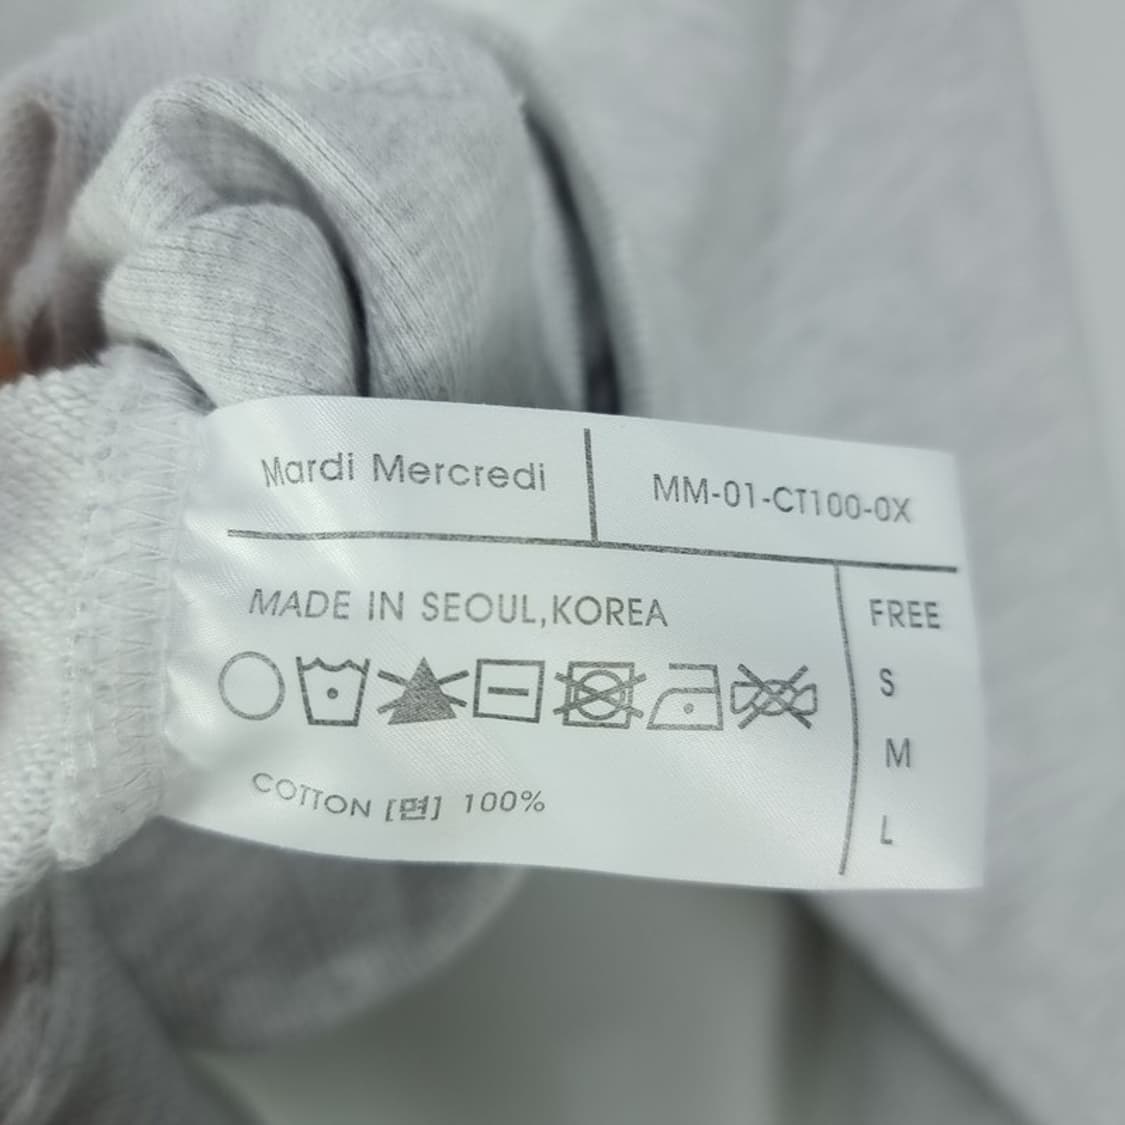 Mardi Mercredi
MM-01-CT100-0X
MADE IN SEOUL,KOREA
FREE
S
M
L
COTTON [면] 100%